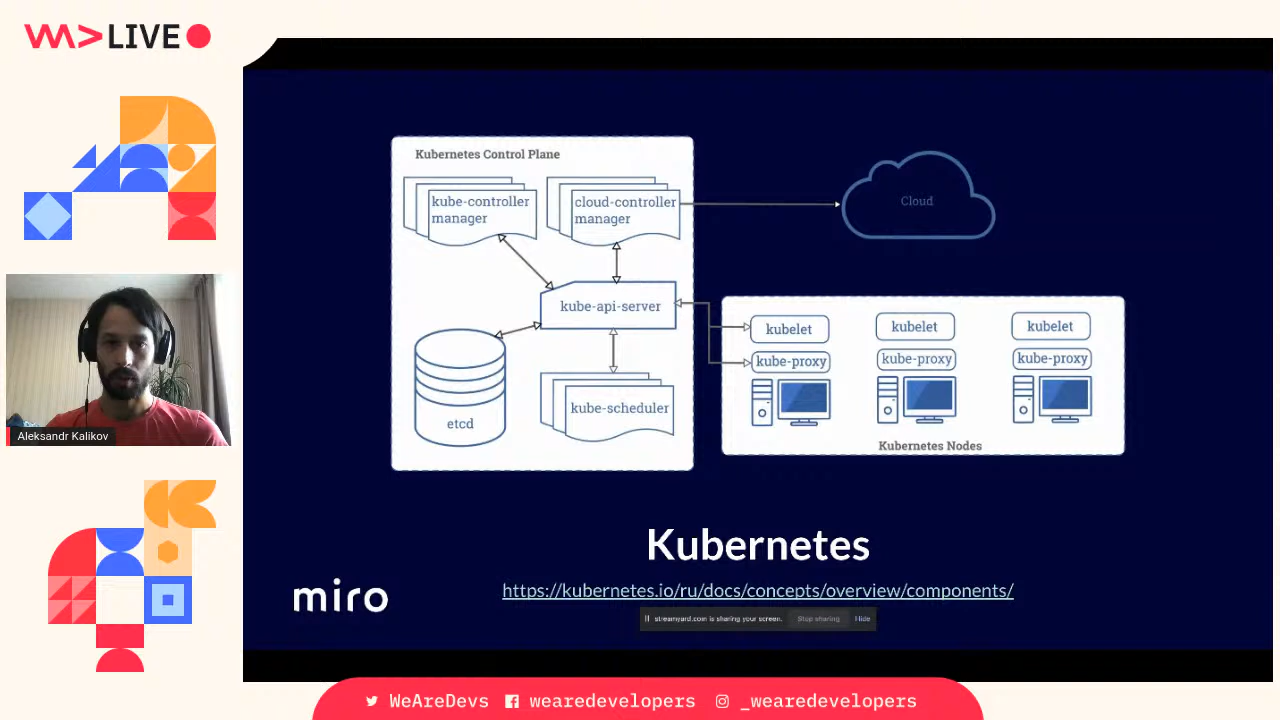 WA>LIVE
Kubernetes Control Plane
kube-controller
manager
cloud-controller
manager
Cloud
kube-api-server
etcd
kube-scheduler
kubelet
kubelet
kubelet
kube-proxy
kube-proxy
kube-proxy
Kubernetes Nodes
Aleksandr Kalikov
Kubernetes
miro
https://kubernetes.io/ru/docs/concepts/overview/components/
streamyard.com is sharing your screen.
Stop sharing
Hide
WeAreDevs
wearedevelopers
_wearedevelopers